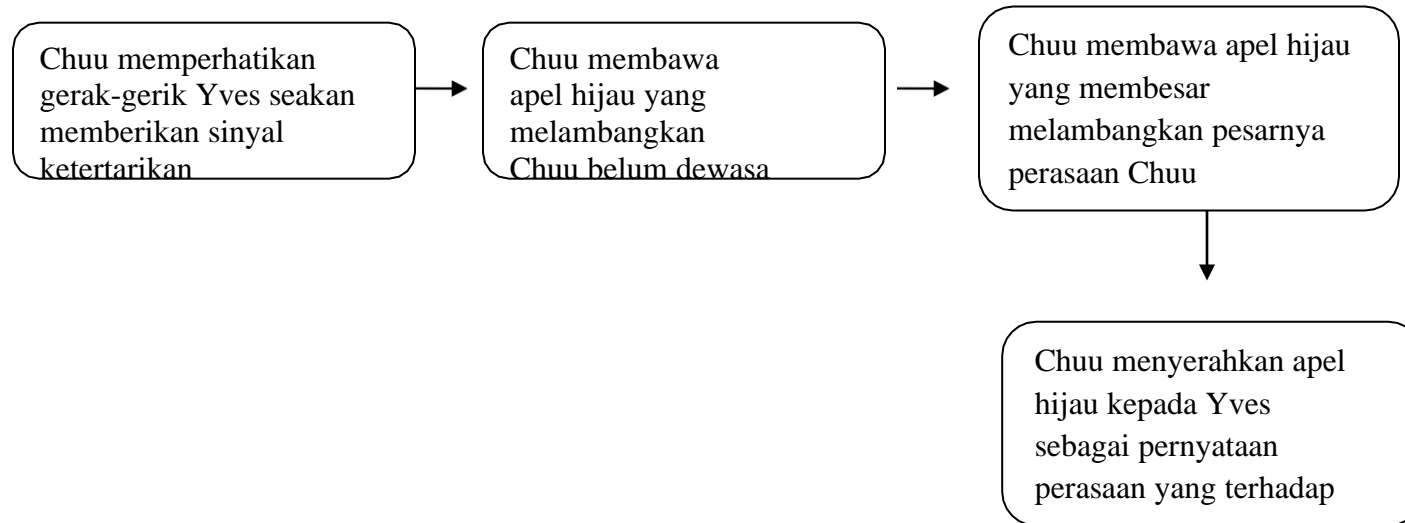 Chuu memperhatikan
gerak-gerik Yves seakan
memberikan sinyal
ketertarikan
Chuu membawa
apel hijau yang
melambangkan
Chuu belum dewasa
Chuu membawa apel hijau
yang membesar
melambangkan pesarnya
perasaan Chuu
Chuu menyerahkan apel
hijau kepada Yves
sebagai pernyataan
perasaan yang terhadap